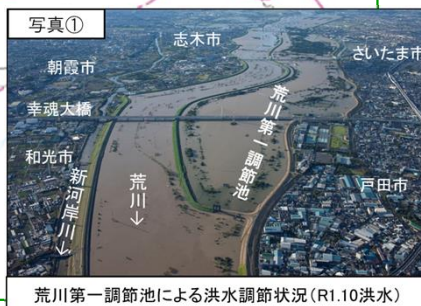 写真①
志木市
さいたま市
朝霞市
幸魂大橋
荒川第一調節池
和光市
新河岸川↓
荒川↓
戸田市
荒川第一調節池による洪水調節状況(R1.10洪水)